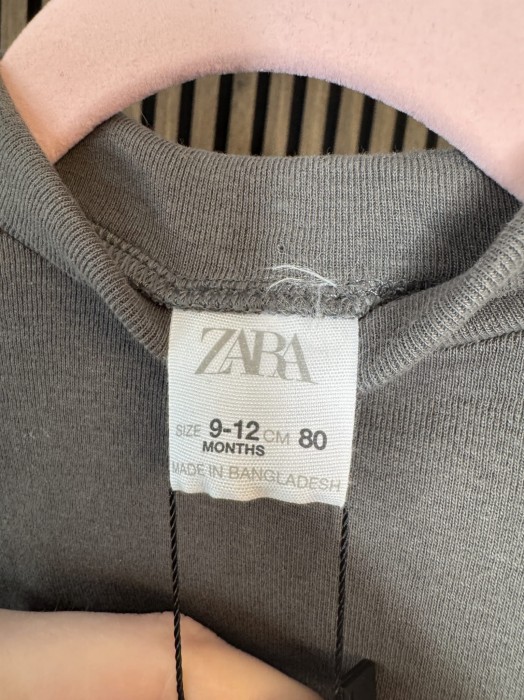 ZARA
SIZE 9-12 CM 80
MONTHS
MADE IN BANGLADESH